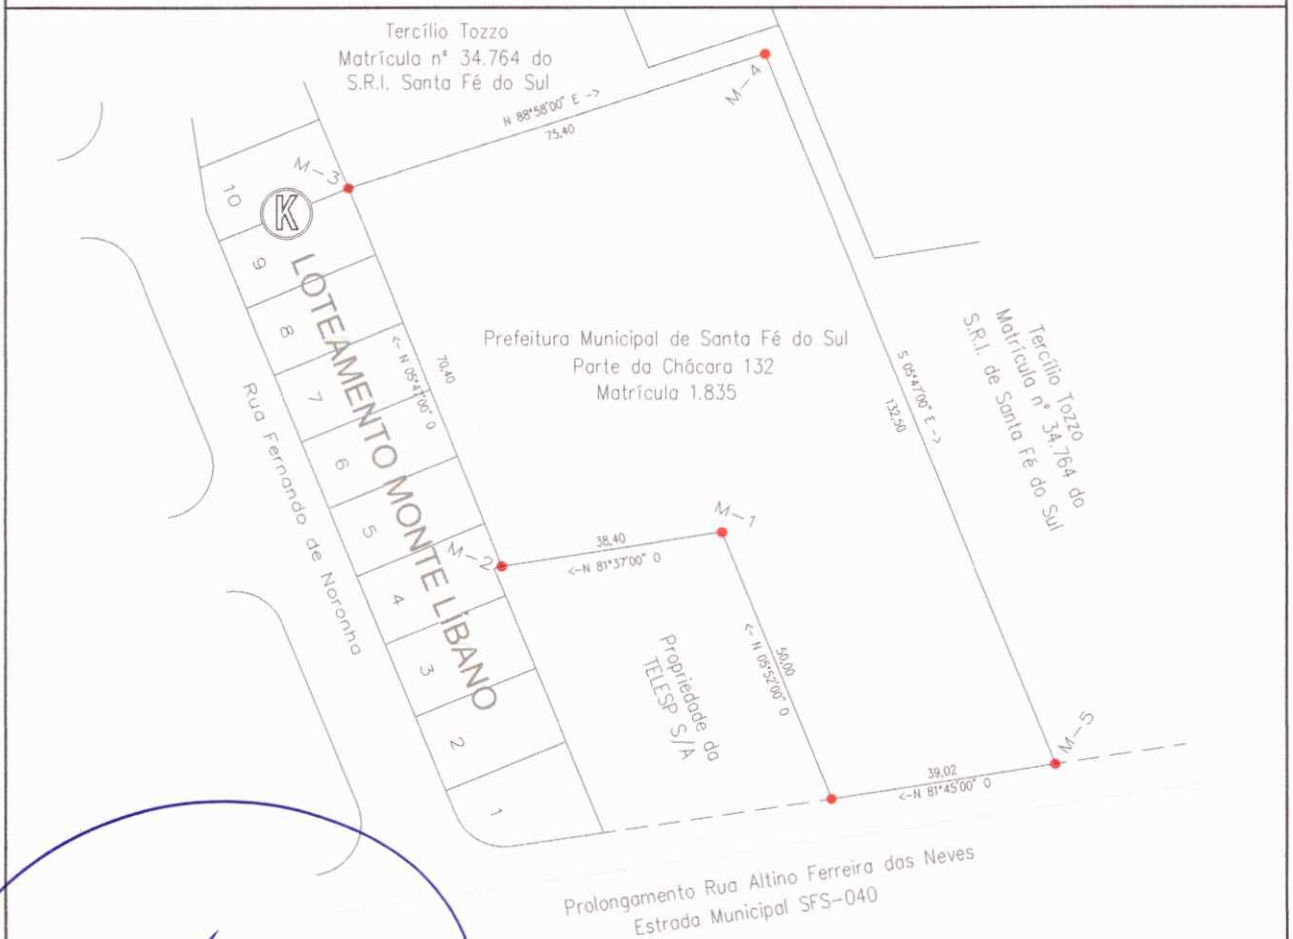 Tercílio Tozzo
Matrícula n° 34.764 do
S.R.I. Santa Fé do Sul
M-4
N 88°58'00" E ->
75,40
M-3
10
K
9
8
7
6
5
4
3
2
1
LOTEAMENTO MONTE LÍBANO
<- N 05°47'00" O
70,40
Prefeitura Municipal de Santa Fé do Sul
Parte da Chácara 132
Matrícula 1.835
S 05°47'00" E ->
132,50
Tercílio Tozzo
Matrícula n° 34.764 do
S.R.I. de Santa Fé do Sul
Rua Fernando de Noronha
M-1
38,40
<-N 81°37'00" O
M-2
50,00
<- N 05°52'00" O
Propriedade da
TELESP S/A
M-5
39,02
<-N 81°45'00" O
Prolongamento Rua Altino Ferreira das Neves
Estrada Municipal SFS-040